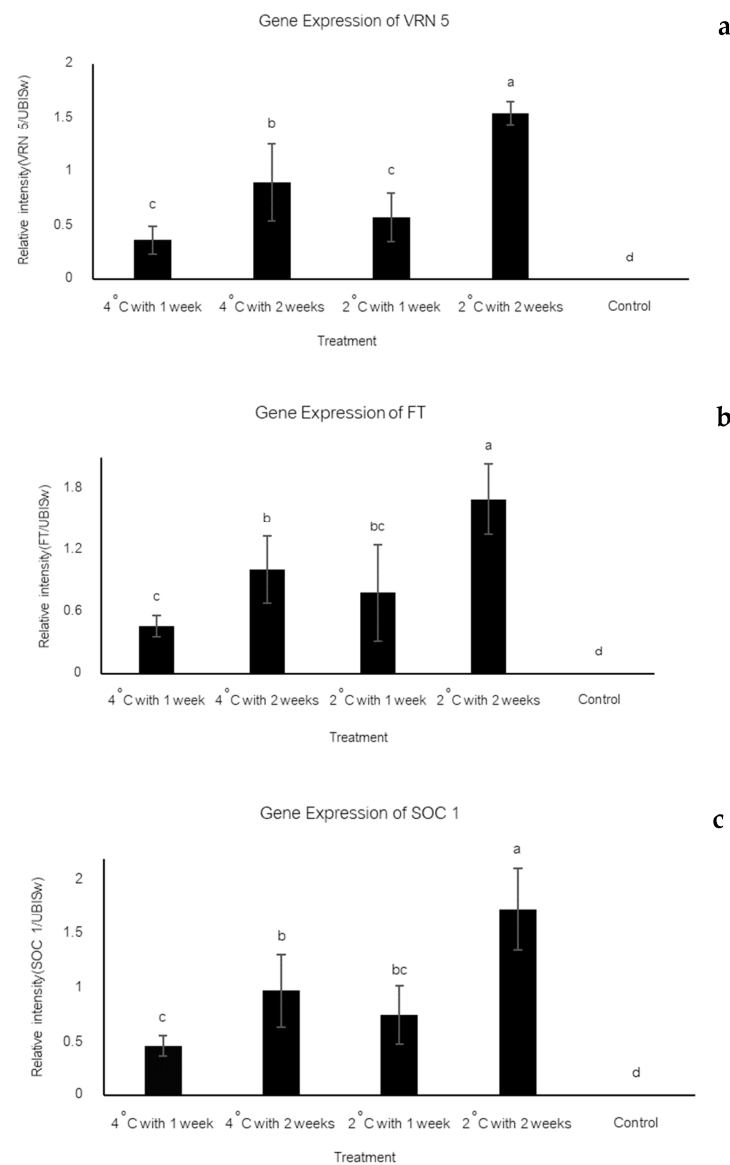 Gene Expression of VRN 5
a
Relative intensity(VRN 5/UBISw)
2
1.5
1
0.5
0
c
b
c
a
d
4°C with 1 week
4°C with 2 weeks
2°C with 1 week
2°C with 2 weeks
Control
Treatment
Gene Expression of FT
b
Relative intensity(FT/UBISw)
1.8
1.2
0.6
0
c
b
bc
a
d
4°C with 1 week
4°C with 2 weeks
2°C with 1 week
2°C with 2 weeks
Control
Treatment
Gene Expression of SOC 1
c
Relative intensity(SOC 1/UBISw)
2
1.5
1
0.5
0
c
b
bc
a
d
4°C with 1 week
4°C with 2 weeks
2°C with 1 week
2°C with 2 weeks
Control
Treatment